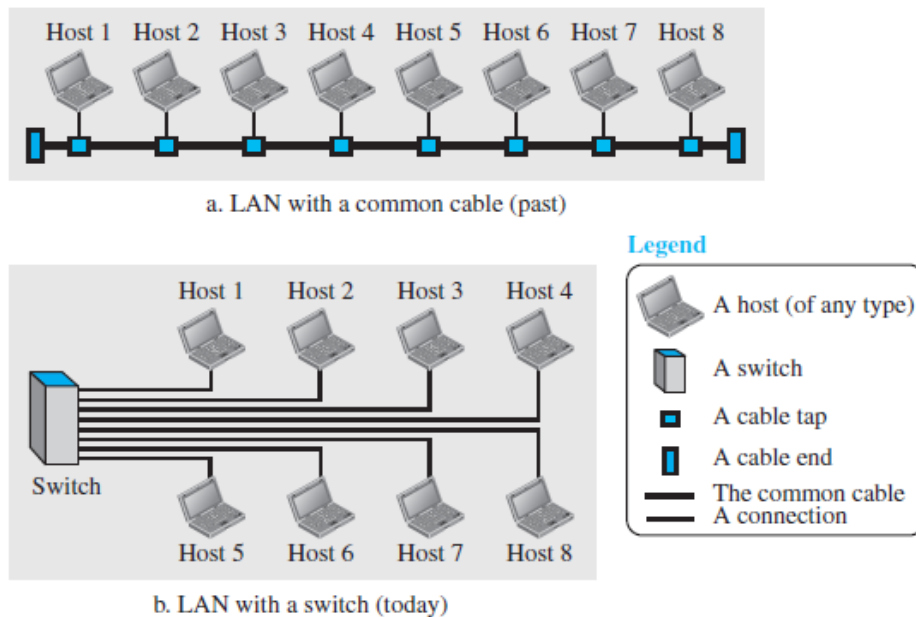 Host 1 Host 2 Host 3 Host 4 Host 5 Host 6 Host 7 Host 8
a. LAN with a common cable (past)
Host 1 Host 2 Host 3 Host 4
Switch
Host 5 Host 6 Host 7 Host 8
b. LAN with a switch (today)
Legend
A host (of any type)
A switch
A cable tap
A cable end
The common cable
A connection